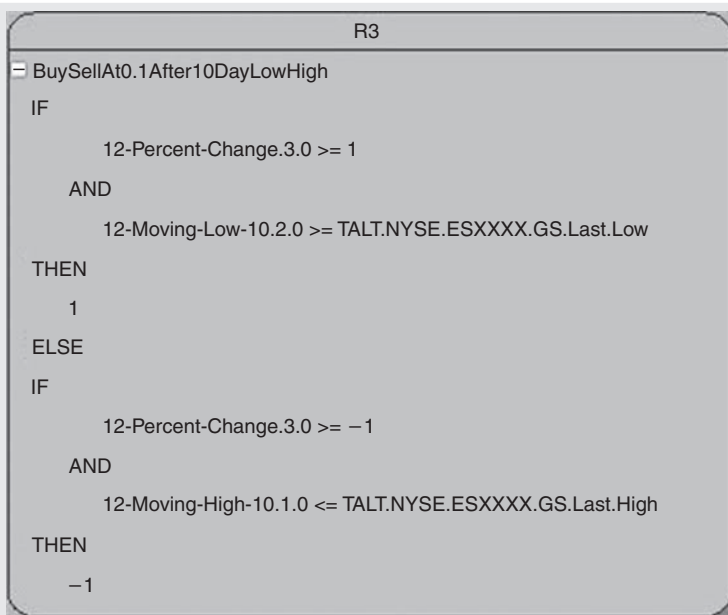 R3
BuySellAt0.1After10DayLowHigh
IF
12-Percent-Change.3.0 >= 1
AND
12-Moving-Low-10.2.0 >= TALT.NYSE.ESXXXX.GS.Last.Low
THEN
1
ELSE
IF
12-Percent-Change.3.0 >= −1
AND
12-Moving-High-10.1.0 <= TALT.NYSE.ESXXXX.GS.Last.High
THEN
−1